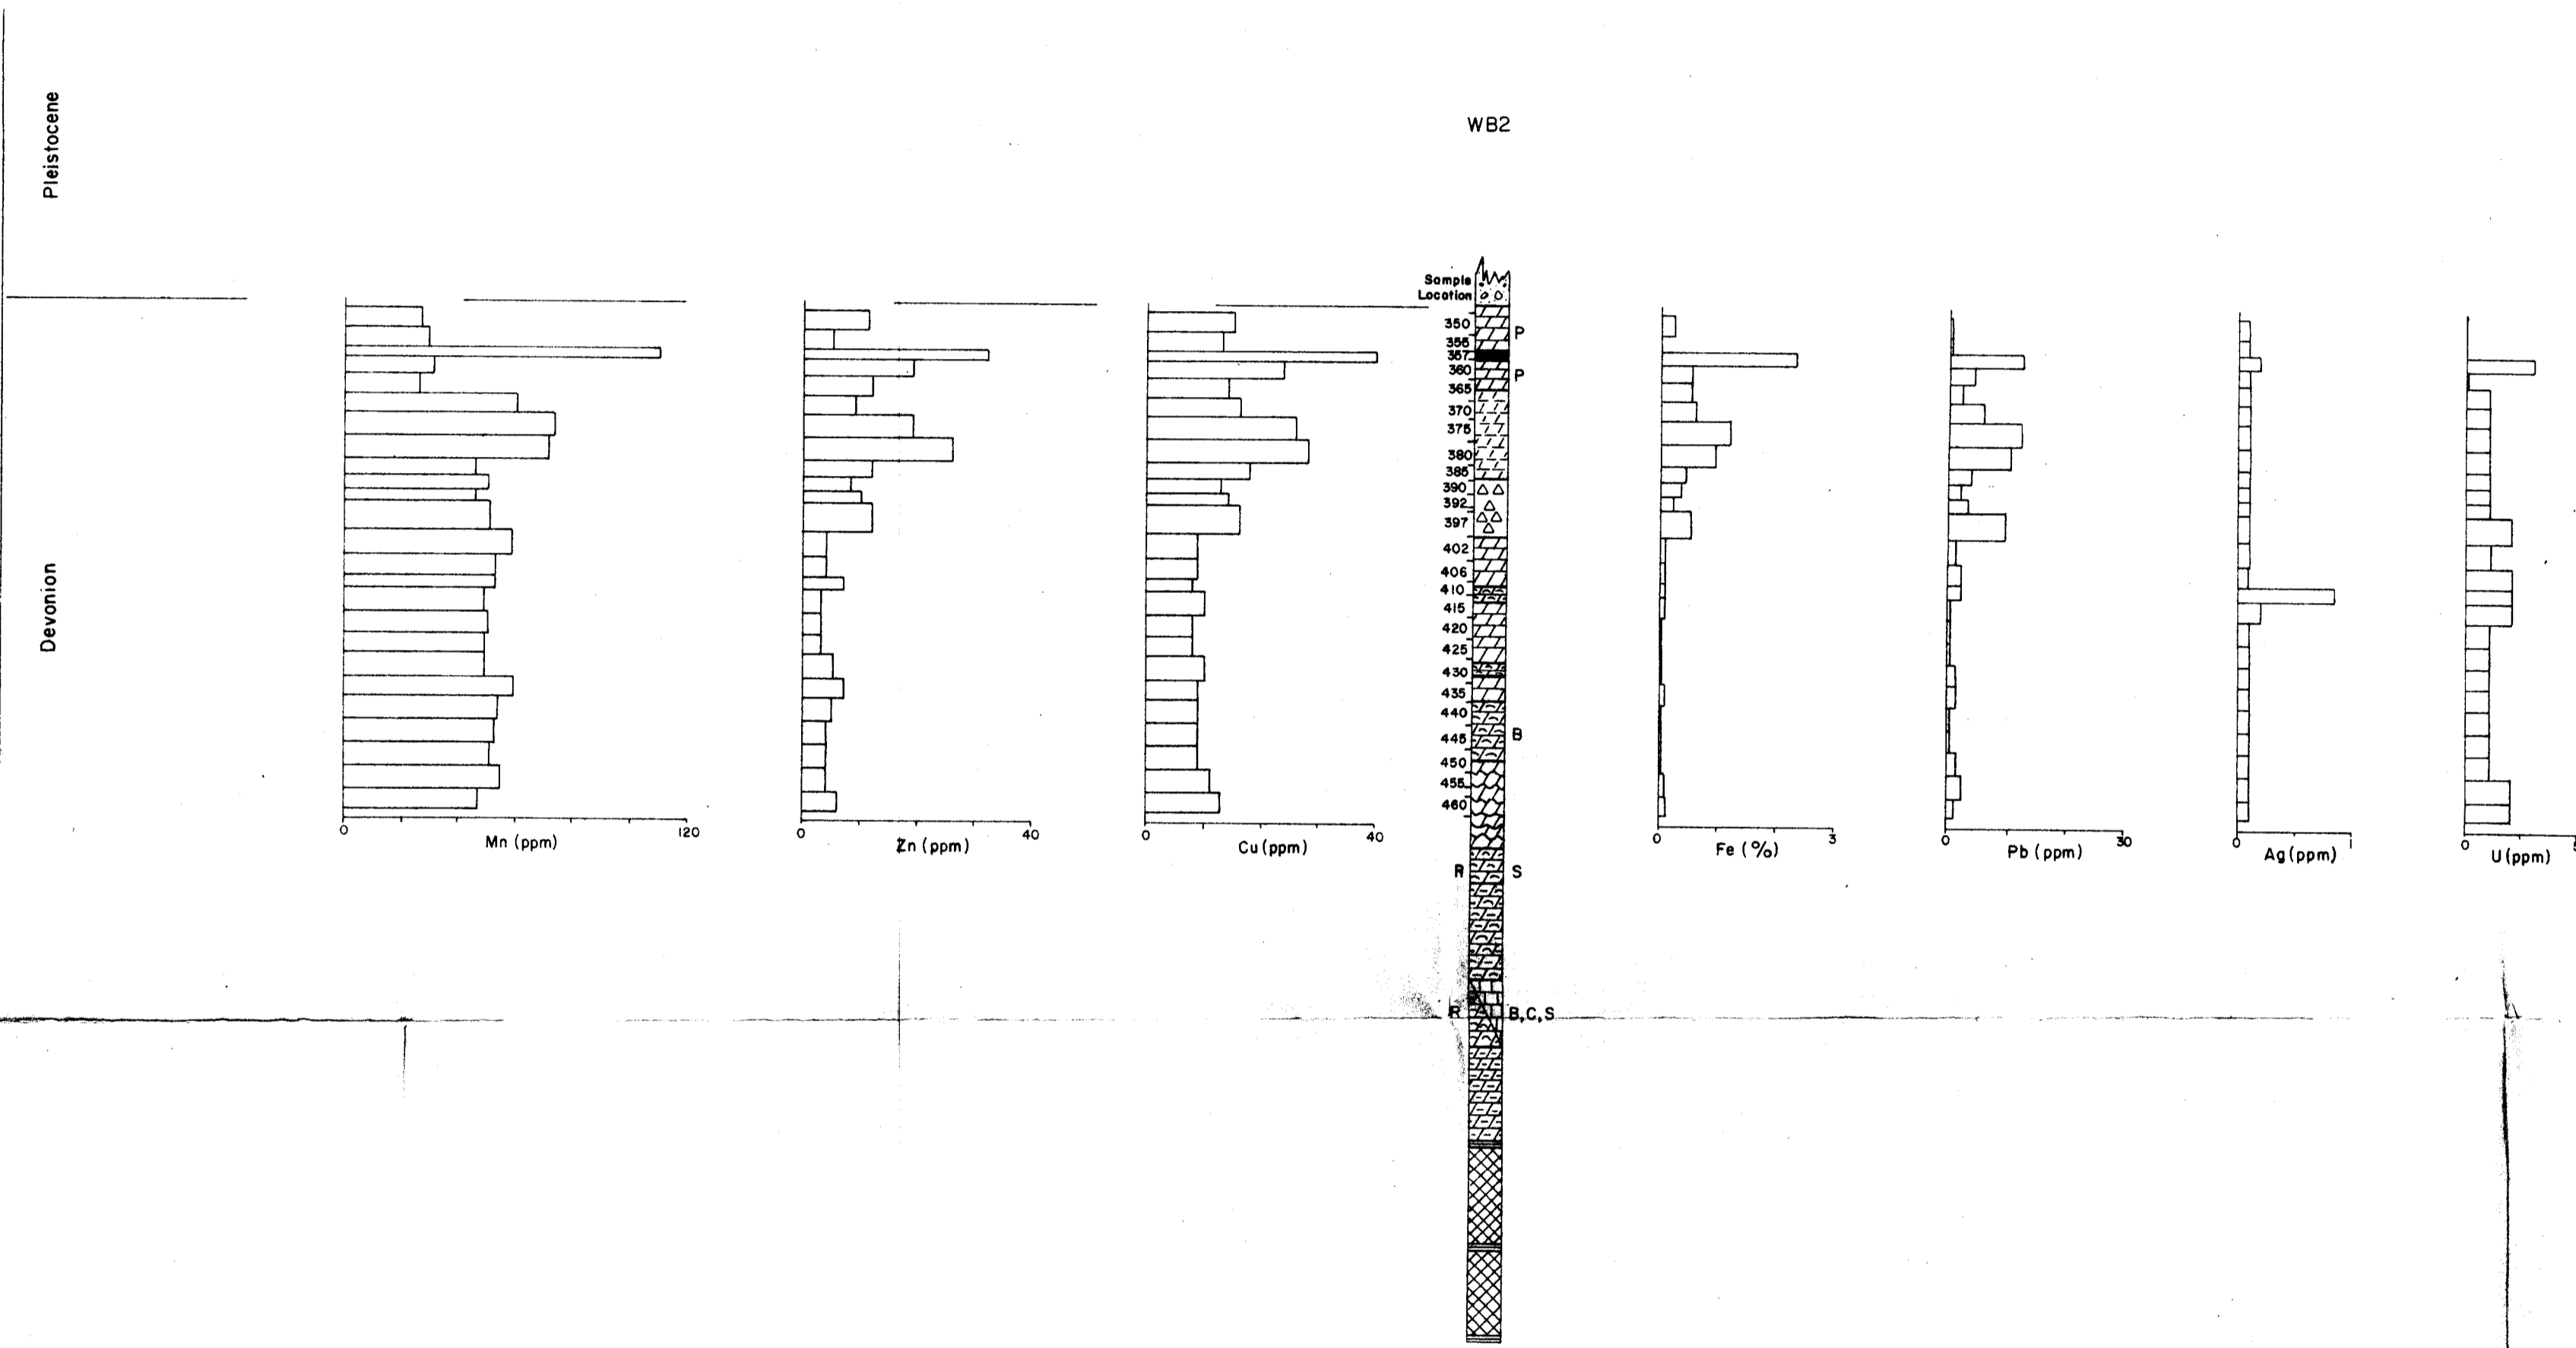 Pleistocene
WB2
Sample
Location
350
355
357
360
365
370
375
380
385
390
392
397
402
406
410
415
420
425
430
435
440
445
450
455
460
P
P
B
Devonion
0 120
Mn (ppm)
0 40
Zn (ppm)
0 40
Cu (ppm)
0 3
Fe (%)
0 30
Pb (ppm)
0 1
Ag (ppm)
0
U (ppm)
R S
R B,C,S